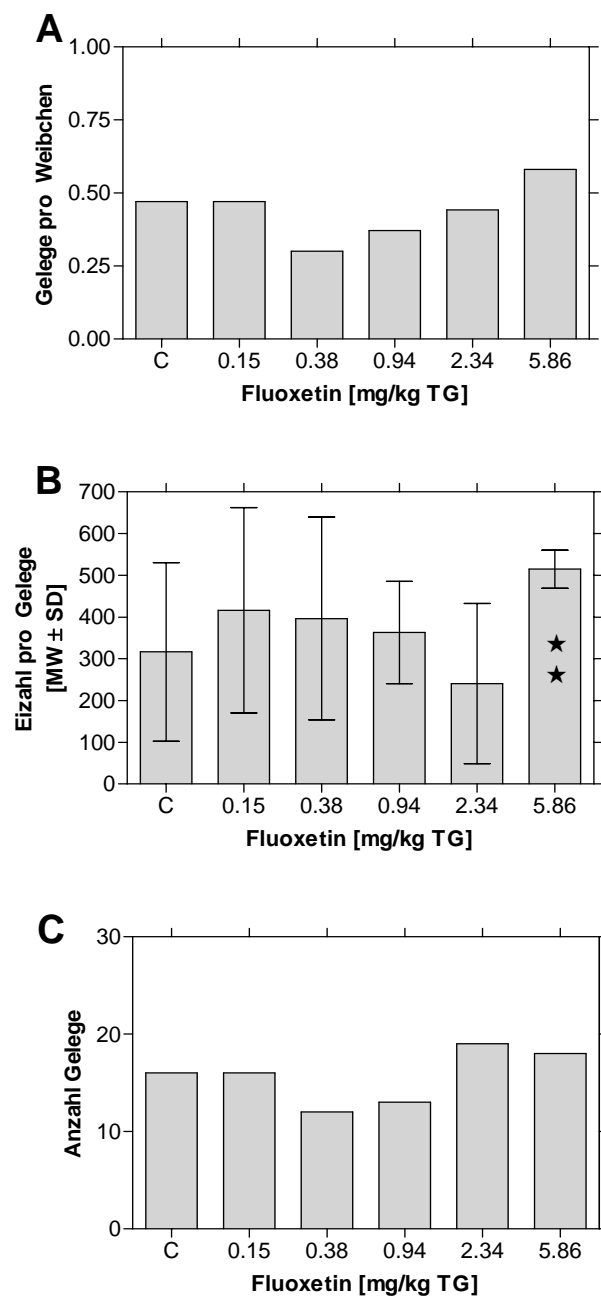 A
1.00
0.75
0.50
0.25
0.00
Gelege pro Weibchen
C 0.15 0.38 0.94 2.34 5.86
Fluoxetin [mg/kg TG]
B
700
600
500
400
300
200
100
0
Eizahl pro Gelege
[MW ± SD]
C 0.15 0.38 0.94 2.34 5.86
Fluoxetin [mg/kg TG]
C
30
20
10
0
Anzahl Gelege
C 0.15 0.38 0.94 2.34 5.86
Fluoxetin [mg/kg TG]